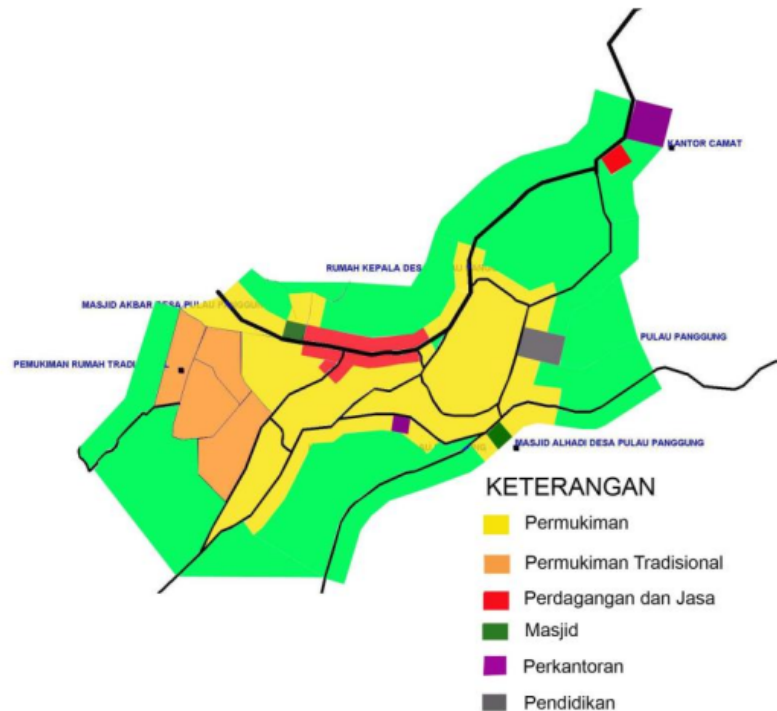 KANTOR CAMAT
RUMAH KEPALA DES
MASJID AKBAR DESA PULAU PANGGUNG
PULAU PANGGUNG
PEMUKIMAN RUMAH TRADI
MASJID ALHADI DESA PULAU PANGGUNG
KETERANGAN
Permukiman
Permukiman Tradisional
Perdagangan dan Jasa
Masjid
Perkantoran
Pendidikan